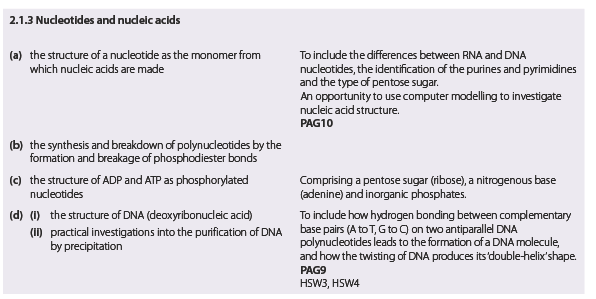 2.1.3 Nucleotides and nucleic acids
(a) the structure of a nucleotide as the monomer from
which nucleic acids are made
To include the differences between RNA and DNA
nucleotides, the identification of the purines and pyrimidines
and the type of pentose sugar.
An opportunity to use computer modelling to investigate
nucleic acid structure.
PAG10
(b) the synthesis and breakdown of polynucleotides by the
formation and breakage of phosphodiester bonds
(c) the structure of ADP and ATP as phosphorylated
nucleotides
Comprising a pentose sugar (ribose), a nitrogenous base
(adenine) and inorganic phosphates.
(d) (i) the structure of DNA (deoxyribonucleic acid)
(ii) practical investigations into the purification of DNA
by precipitation
To include how hydrogen bonding between complementary
base pairs (A to T, G to C) on two antiparallel DNA
polynucleotides leads to the formation of a DNA molecule,
and how the twisting of DNA produces its 'double-helix' shape.
PAG9
HSW3, HSW4